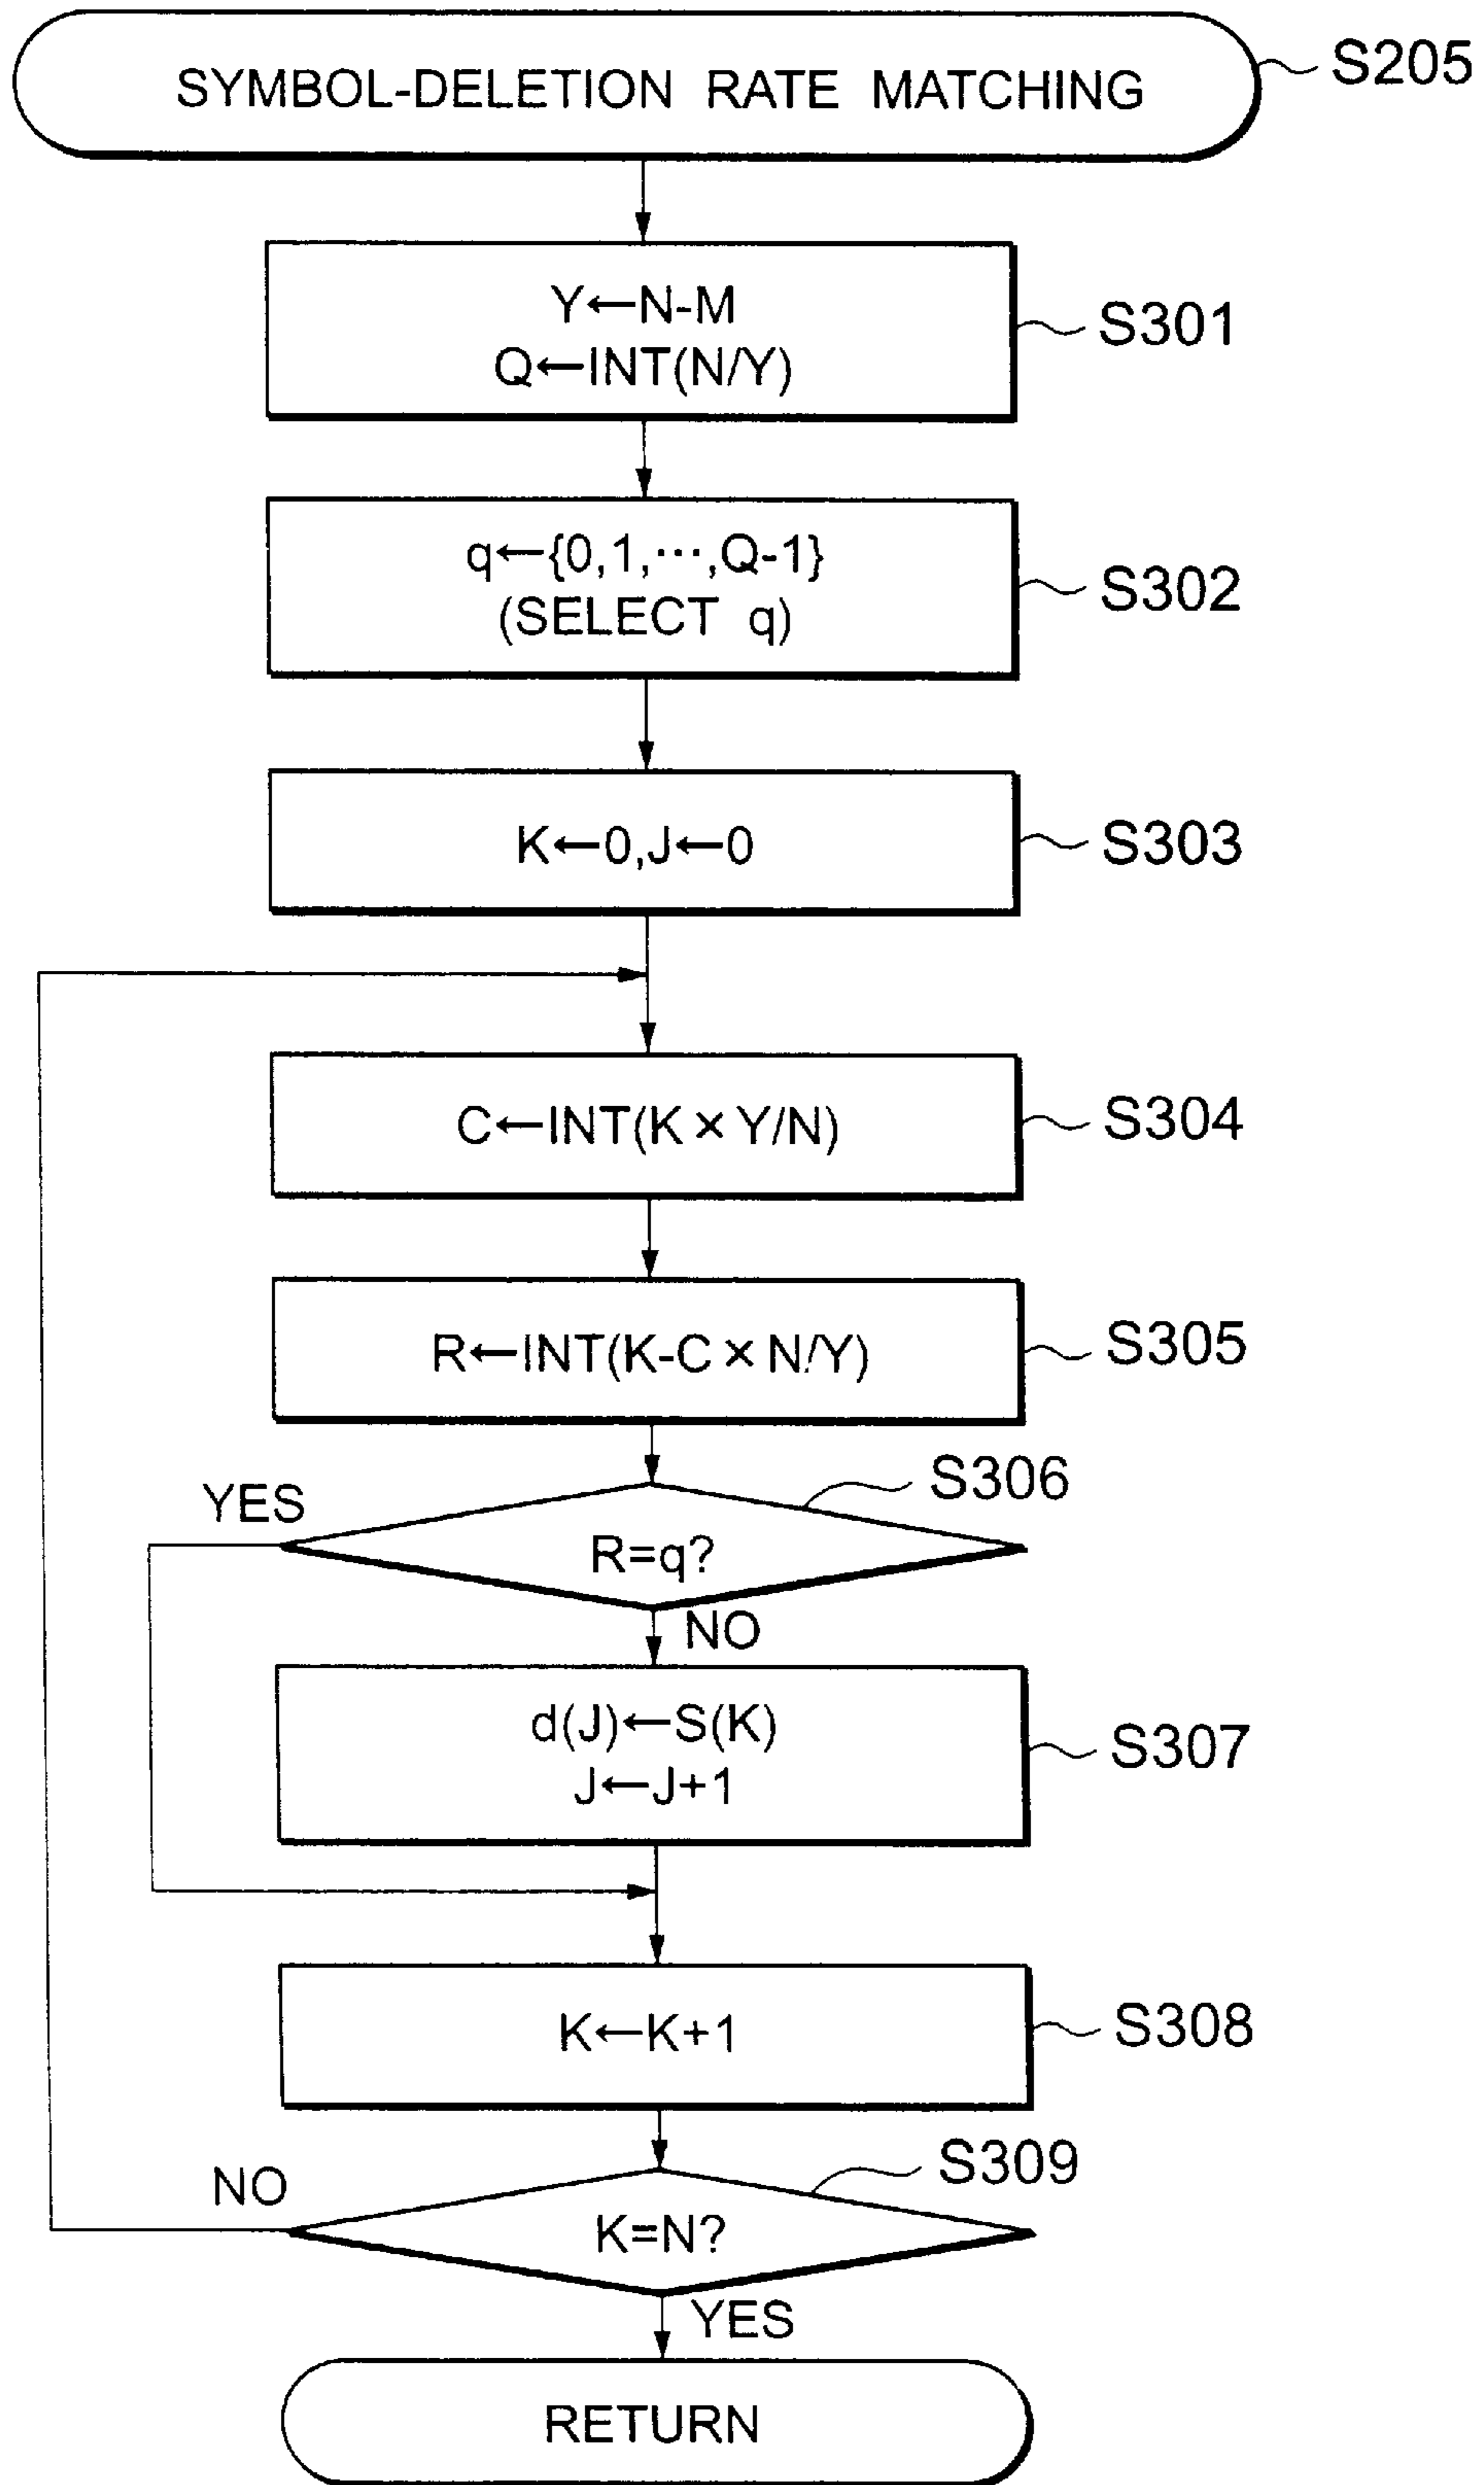 SYMBOL-DELETION RATE MATCHING
S205
Y←N-M
Q←INT(N/Y)
S301
q←{0,1,⋯,Q-1}
(SELECT q)
S302
K←0,J←0
S303
C←INT(K×Y/N)
S304
R←INT(K-C×N/Y)
S305
S306
YES
R=q?
NO
d(J)←S(K)
J←J+1
S307
K←K+1
S308
S309
NO
K=N?
YES
RETURN